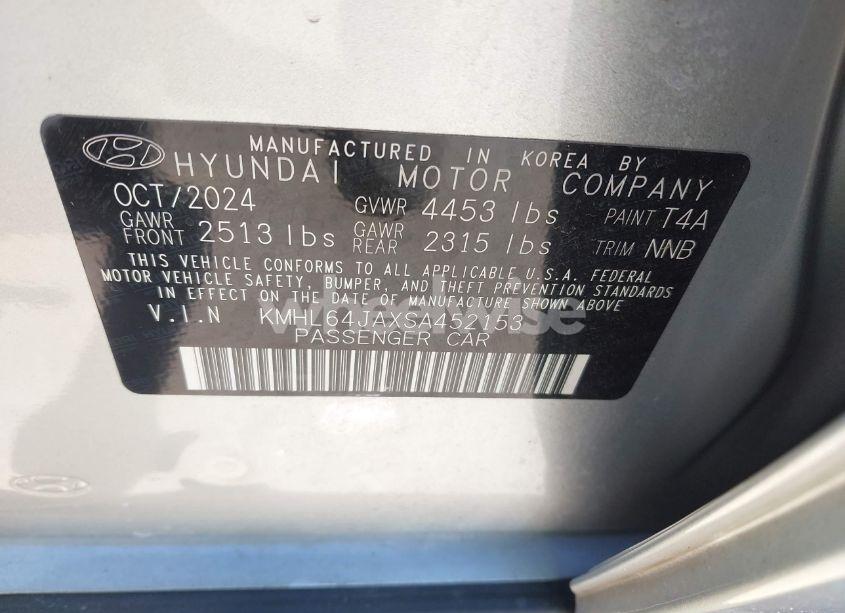 MANUFACTURED IN KOREA BY
HYUNDAI MOTOR COMPANY
OCT/2024 GVWR 4453 lbs PAINT T4A
GAWR FRONT 2513 lbs GAWR REAR 2315 lbs TRIM NNB
THIS VEHICLE CONFORMS TO ALL APPLICABLE U.S.A. FEDERAL
MOTOR VEHICLE SAFETY, BUMPER, AND THEFT PREVENTION STANDARDS
IN EFFECT ON THE DATE OF MANUFACTURE SHOWN ABOVE
V.I.N KMHL64JAXSA452153
PASSENGER CAR